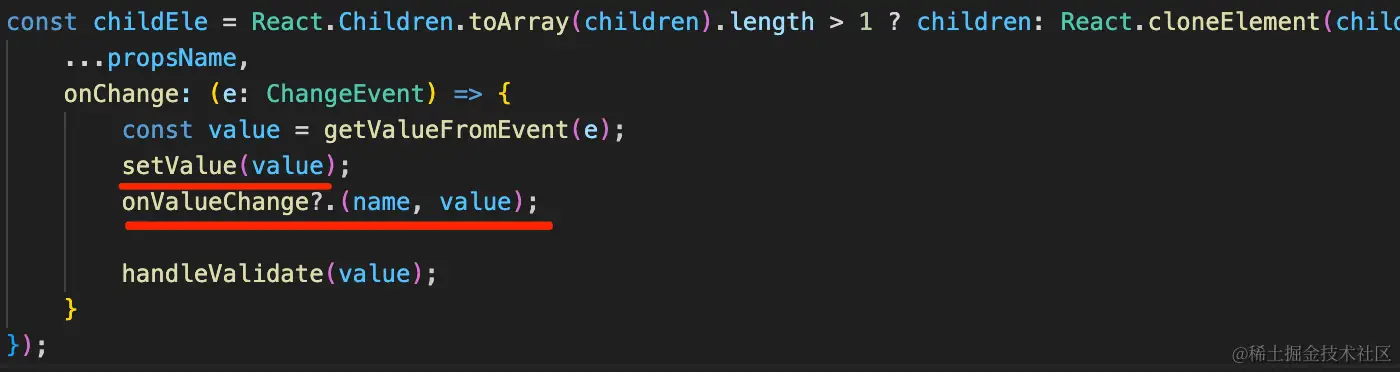 const childEle = React.Children.toArray(children).length > 1 ? children: React.cloneElement(chil
...propsName,
onChange: (e: ChangeEvent) => {
const value = getValueFromEvent(e);
setValue(value);
onValueChange?.(name, value);
handleValidate(value);
}
});
@稀土掘金技术社区